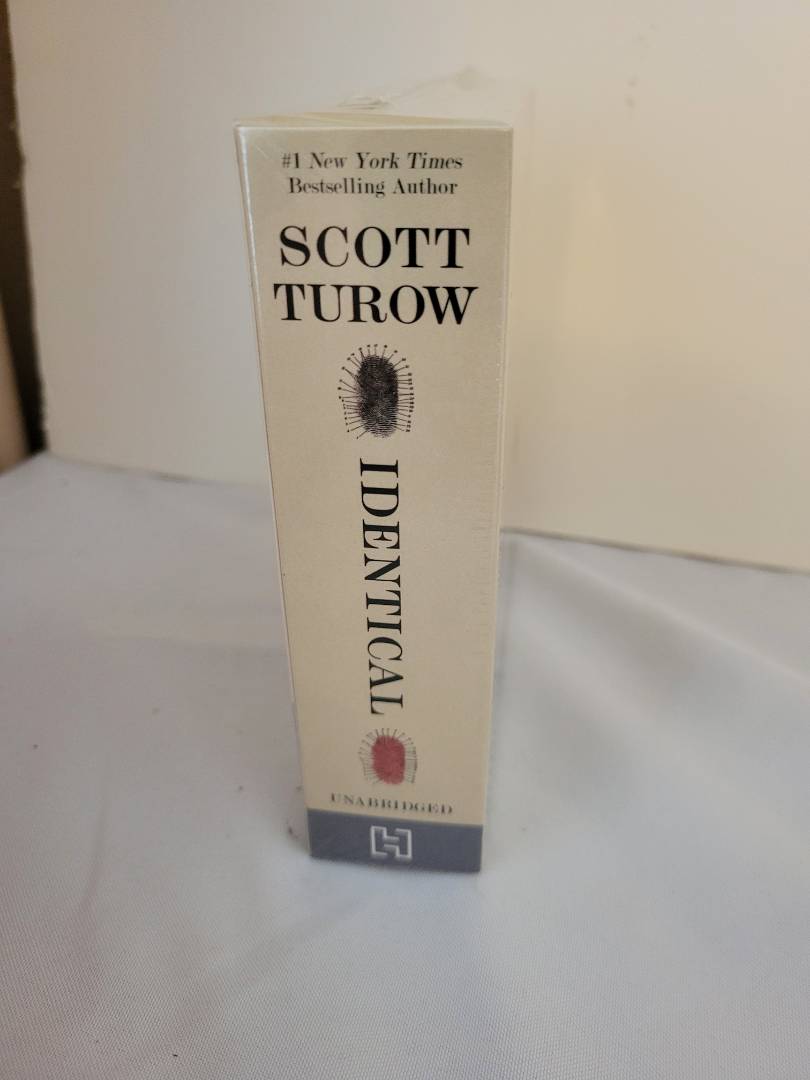 #1 New York Times
Bestselling Author
SCOTT
TUROW
IDENTICAL
UNABRIDGED
H